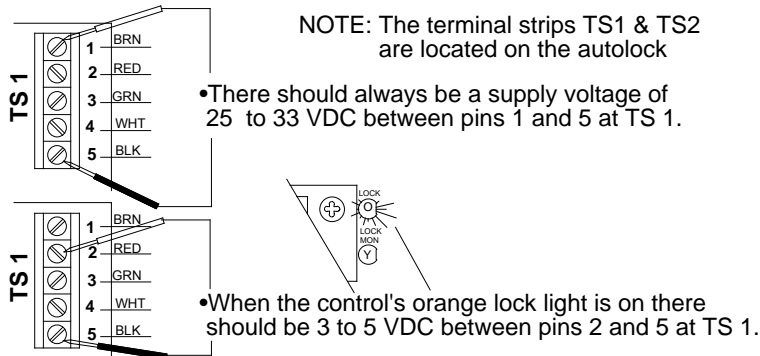 NOTE: The terminal strips TS1 & TS2
are located on the autolock
TS 1
1 BRN
2 RED
3 GRN
4 WHT
5 BLK
•There should always be a supply voltage of
25 to 33 VDC between pins 1 and 5 at TS 1.
LOCK
O
LOCK
MON
Y
TS 1
1 BRN
2 RED
3 GRN
4 WHT
5 BLK
•When the control's orange lock light is on there
should be 3 to 5 VDC between pins 2 and 5 at TS 1.